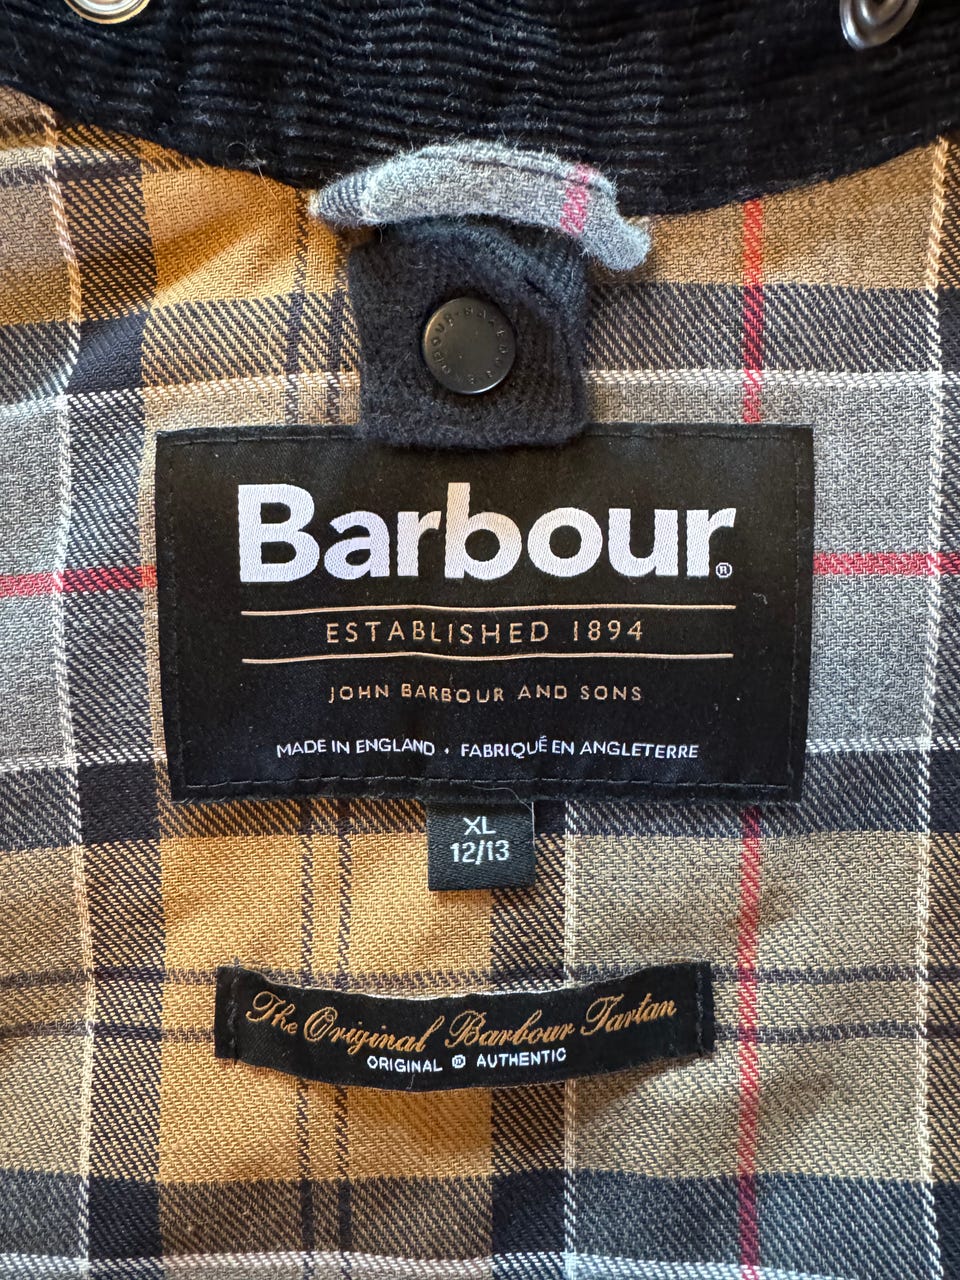 Barbour®
ESTABLISHED 1894
JOHN BARBOUR AND SONS
MADE IN ENGLAND • FABRIQUÉ EN ANGLETERRE
XL
12/13
The Original Barbour Tartan
ORIGINAL ® AUTHENTIC